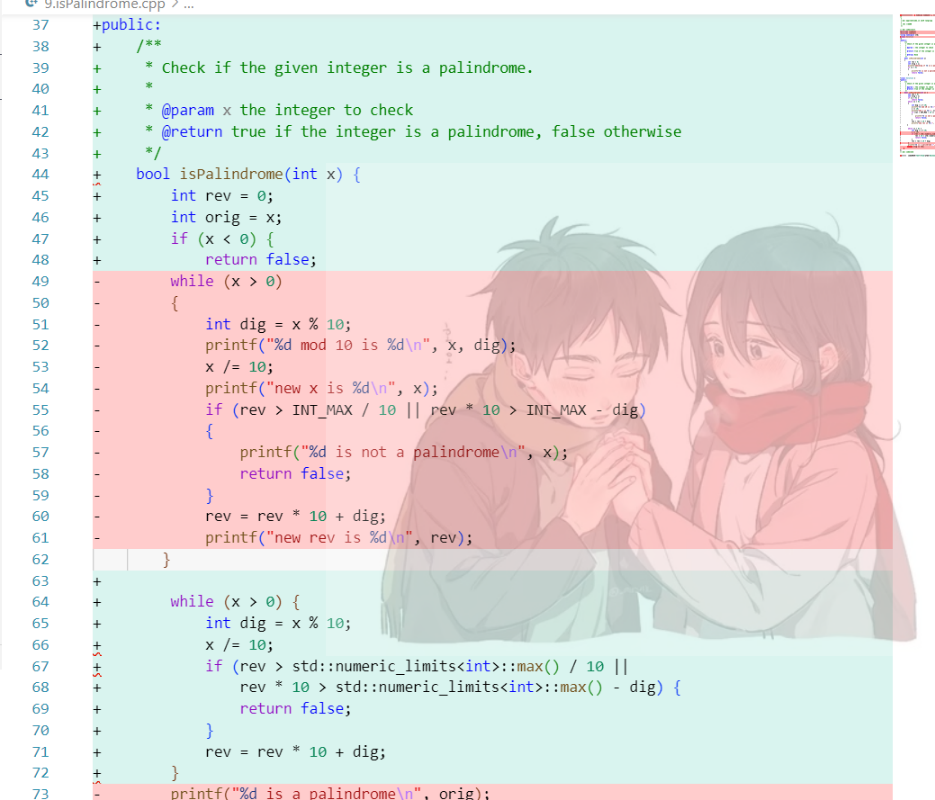 9.isPalindrome.cpp > ...
37 +public:
38 +    /**
39 +     * Check if the given integer is a palindrome.
40 +     *
41 +     * @param x the integer to check
42 +     * @return true if the integer is a palindrome, false otherwise
43 +     */
44 +    bool isPalindrome(int x) {
45 +        int rev = 0;
46 +        int orig = x;
47 +        if (x < 0) {
48 +            return false;
49 -        while (x > 0)
50 -        {
51 -            int dig = x % 10;
52 -            printf("%d mod 10 is %d\n", x, dig);
53 -            x /= 10;
54 -            printf("new x is %d\n", x);
55 -            if (rev > INT_MAX / 10 || rev * 10 > INT_MAX - dig)
56 -            {
57 -                printf("%d is not a palindrome\n", x);
58 -                return false;
59 -            }
60 -            rev = rev * 10 + dig;
61 -            printf("new rev is %d\n", rev);
62         }
63 +
64 +        while (x > 0) {
65 +            int dig = x % 10;
66 +            x /= 10;
67 +            if (rev > std::numeric_limits<int>::max() / 10 ||
68 +                rev * 10 > std::numeric_limits<int>::max() - dig) {
69 +                return false;
70 +            }
71 +            rev = rev * 10 + dig;
72 +        }
73 -        printf("%d is a palindrome\n", orig);